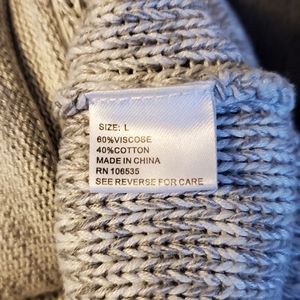 SIZE: L
60%VISCOSE
40%COTTON
MADE IN CHINA
RN 106535
SEE REVERSE FOR CARE